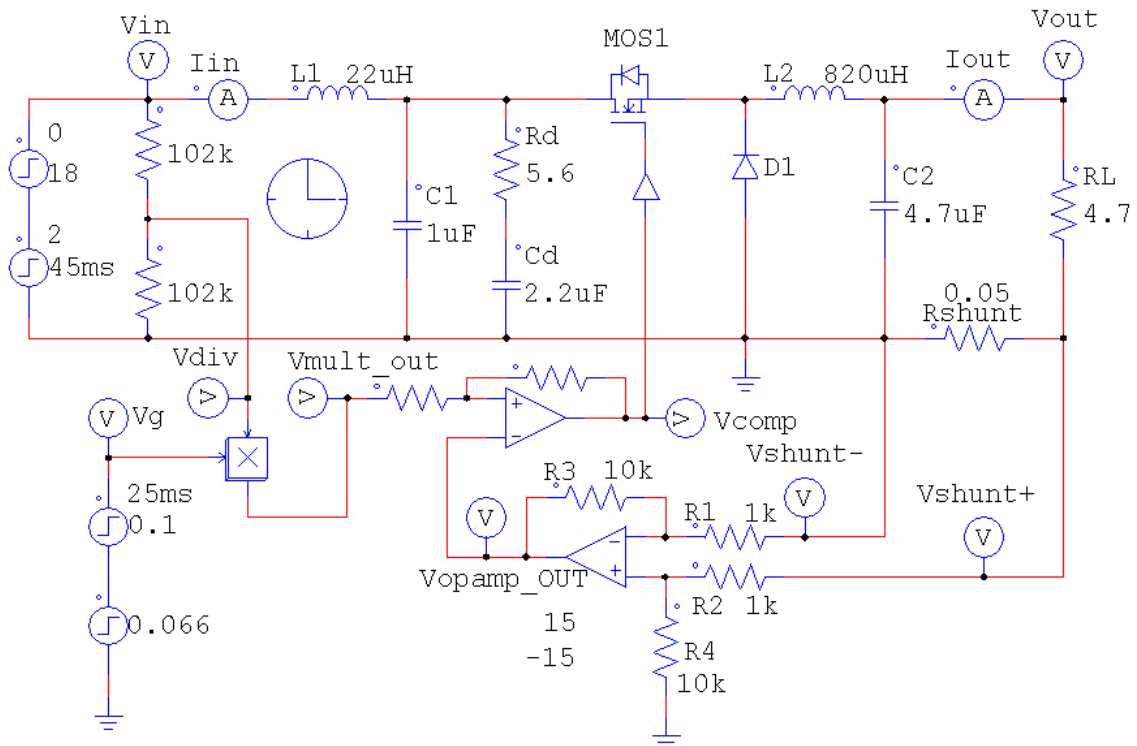 MOS1
Vout
Vin
V
V
Iin
L1 22uH
L2 820uH
Iout
A
A
0
18
102k
Rd
5.6
D1
C2
4.7uF
RL
4.7
C1
1uF
2
45ms
102k
Cd
2.2uF
0.05
Rshunt
Vdiv
V
Vmult_out
V
+
-
V
Vcomp
V
Vg
X
R3 10k
Vshunt-
V
Vshunt+
V
25ms
0.1
V
-
+
R1 1k
Vopamp_OUT
R2 1k
15
-15
0.066
R4
10k